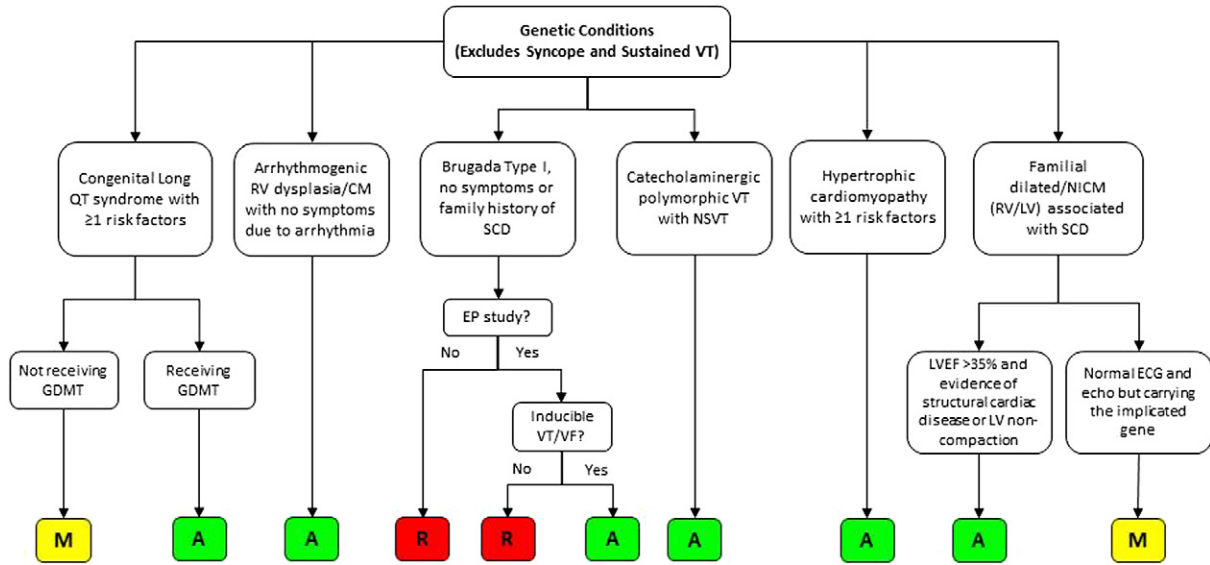 Genetic Conditions
(Excludes Syncope and Sustained VT)
Congenital Long
QT syndrome with
≥1 risk factors
Arrhythmogenic
RV dysplasia/CM
with no symptoms
due to arrhythmia
Brugada Type I,
no symptoms or
family history of
SCD
Catecholaminergic
polymorphic VT
with NSVT
Hypertrophic
cardiomyopathy
with ≥1 risk factors
Familial
dilated/NICM
(RV/LV) associated
with SCD
EP study?
No
Yes
Not receiving
GDMT
Receiving
GDMT
Inducible
VT/VF?
No
Yes
LVEF >35% and
evidence of
structural cardiac
disease or LV non-
compaction
Normal ECG and
echo but carrying
the implicated
gene
M
A
A
R
R
A
A
A
A
M